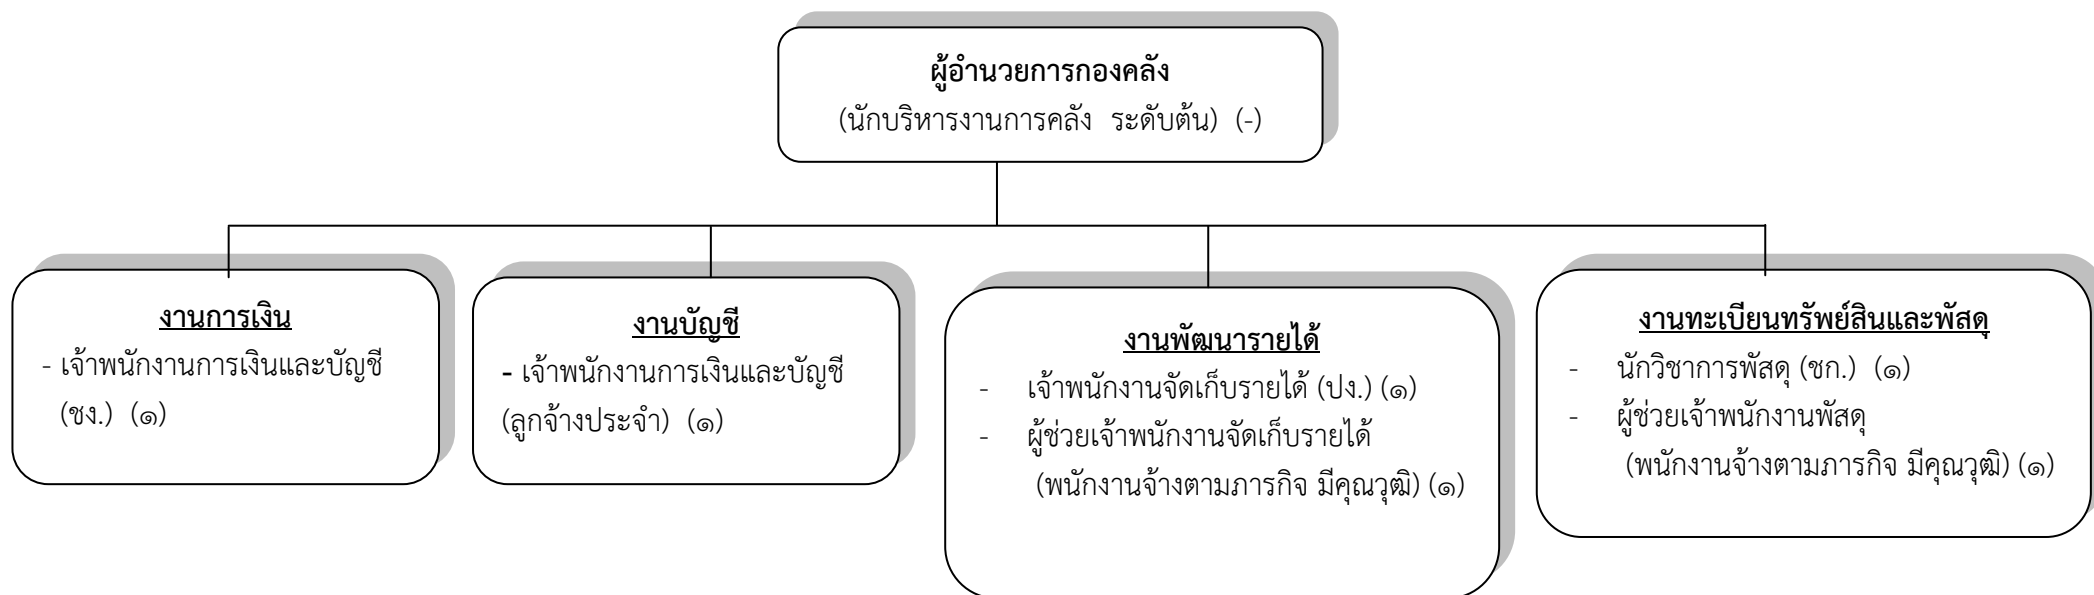 ผู้อำนวยการกองคลัง
(นักบริหารงานการคลัง ระดับต้น) (-)
งานการเงิน
- เจ้าพนักงานการเงินและบัญชี
(ชง.) (๑)
งานบัญชี
- เจ้าพนักงานการเงินและบัญชี
(ลูกจ้างประจำ) (๑)
งานพัฒนารายได้
- เจ้าพนักงานจัดเก็บรายได้ (ปง.) (๑)
- ผู้ช่วยเจ้าพนักงานจัดเก็บรายได้
(พนักงานจ้างตามภารกิจ มีคุณวุฒิ) (๑)
งานทะเบียนทรัพย์สินและพัสดุ
- นักวิชาการพัสดุ (ชก.) (๑)
- ผู้ช่วยเจ้าพนักงานพัสดุ
(พนักงานจ้างตามภารกิจ มีคุณวุฒิ) (๑)